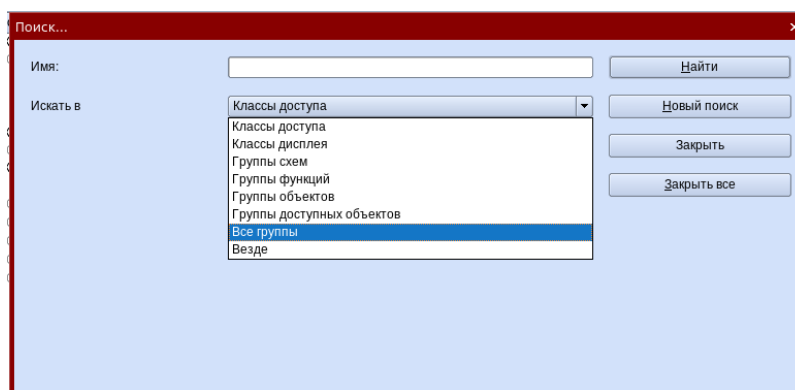 Поиск...
Имя:
Найти
Искать в
Классы доступа
Новый поиск
Классы доступа
Классы дисплея
Группы схем
Закрыть
Группы функций
Закрыть все
Группы объектов
Группы доступных объектов
Все группы
Везде